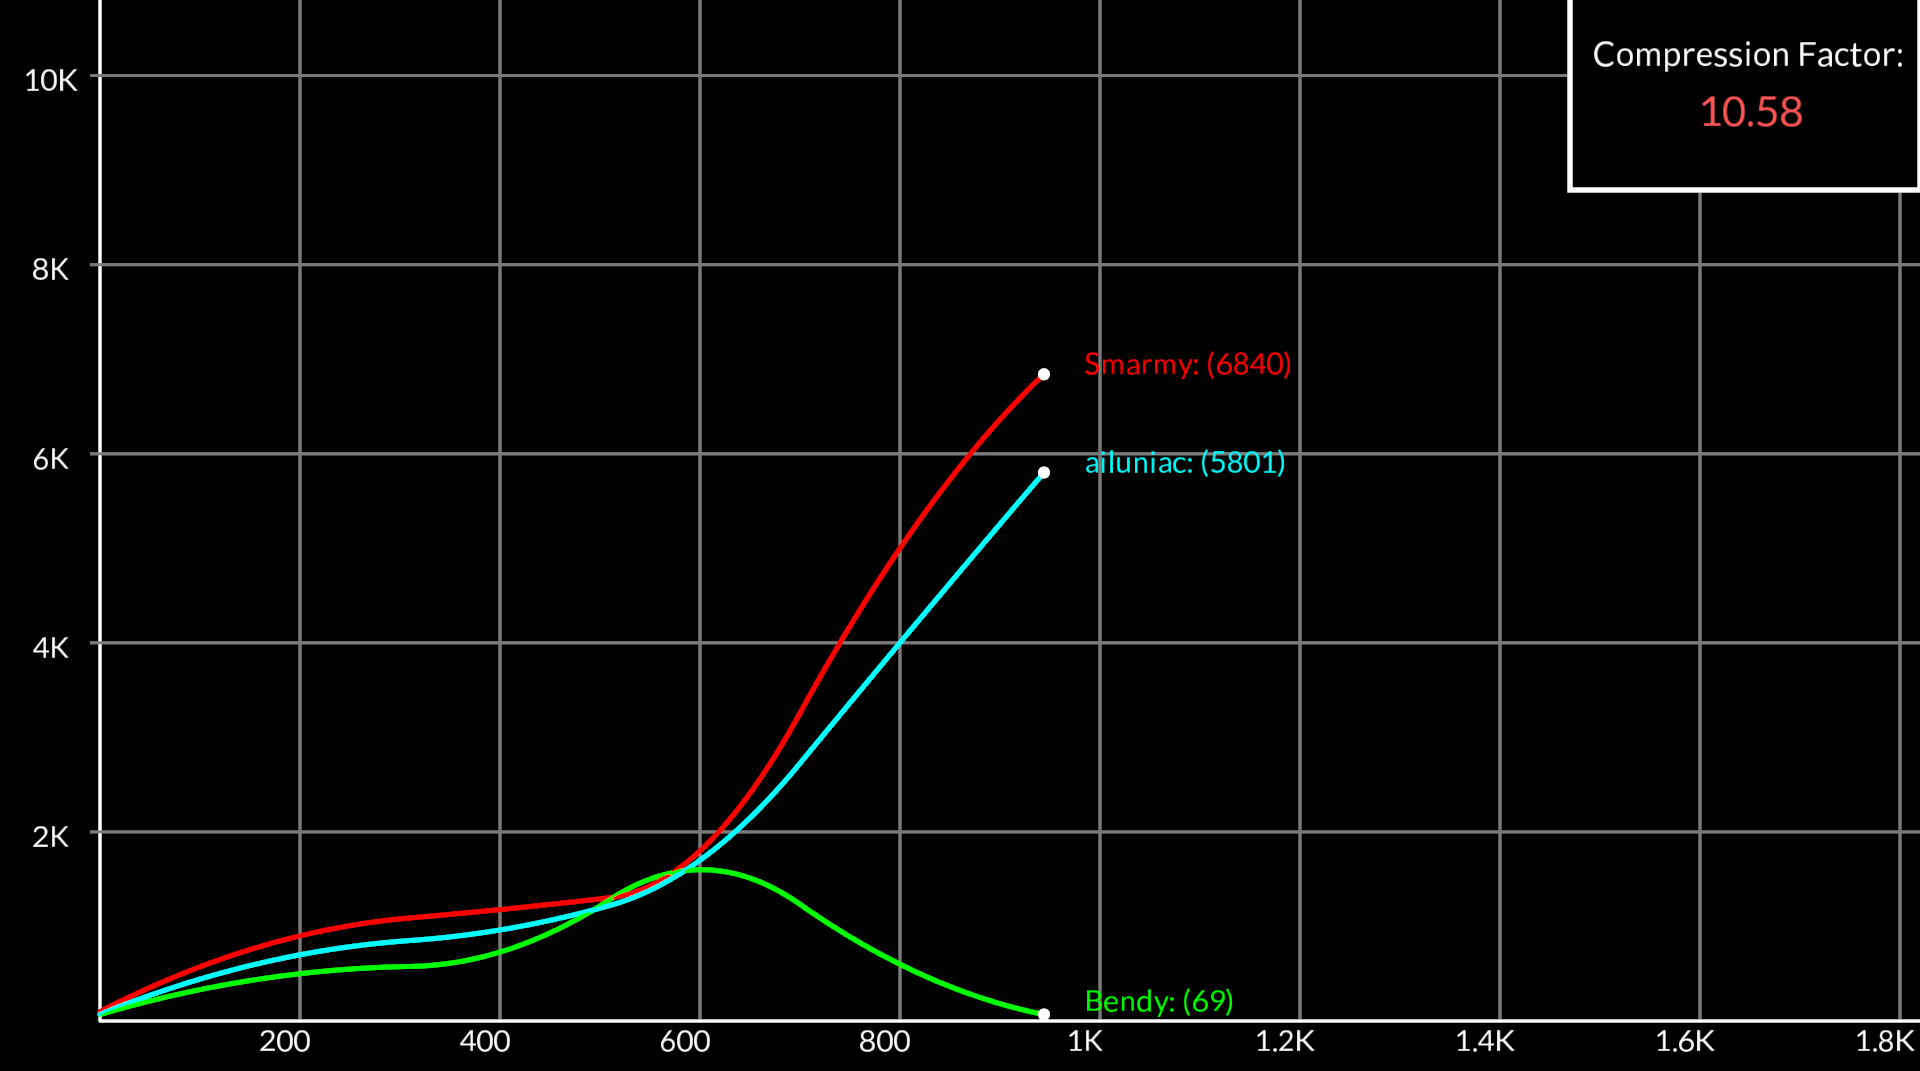 Compression Factor:
10.58
10K
8K
6K
4K
2K
Smarmy: (6840)
ailuniac: (5801)
Bendy: (69)
200 400 600 800 1K 1.2K 1.4K 1.6K 1.8K